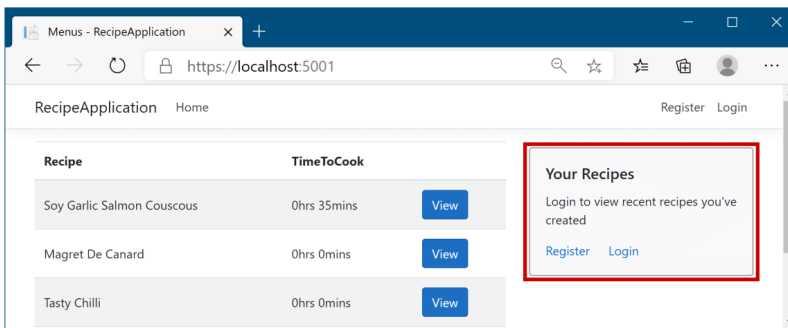 Menus - RecipeApplication
https://localhost:5001
RecipeApplication Home Register Login
Recipe TimeToCook
Soy Garlic Salmon Couscous 0hrs 35mins View
Magret De Canard 0hrs 0mins View
Tasty Chilli 0hrs 0mins View
Your Recipes
Login to view recent recipes you've
created
Register Login